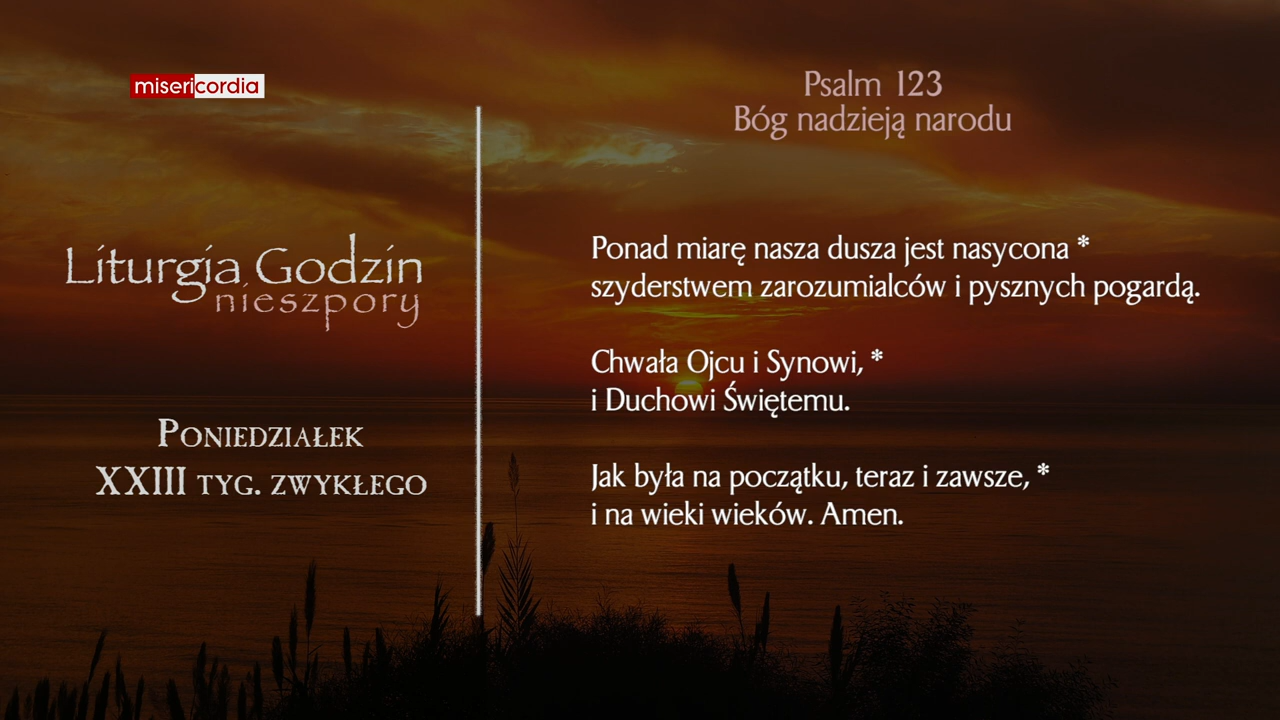 misericordia
Liturgia Godzin
nieszpory
Poniedziałek
XXIII tyg. zwykłego
Psalm 123
Bóg nadzieją narodu
Ponad miarę nasza dusza jest nasycona *
szyderstwem zarozumialców i pysznych pogardą.
Chwała Ojcu i Synowi, *
i Duchowi Świętemu.
Jak była na początku, teraz i zawsze, *
i na wieki wieków. Amen.